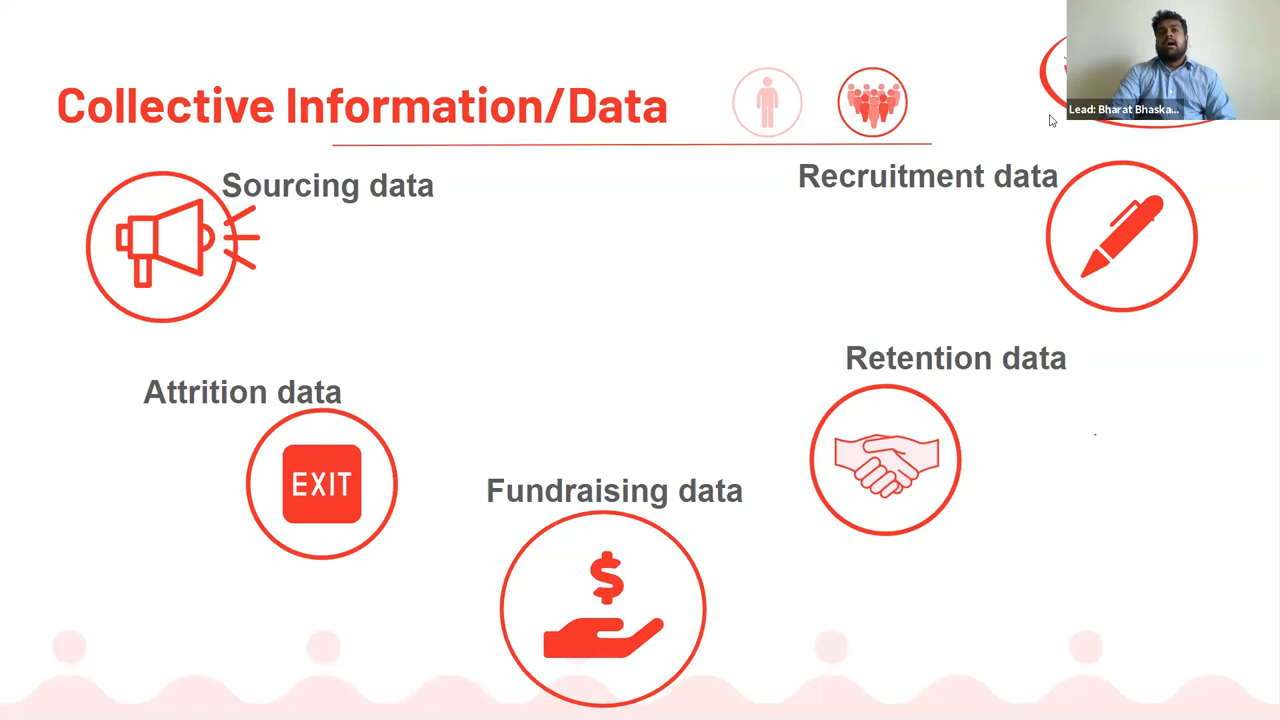 Collective Information/Data
Lead: Bharat Bhaska...
Sourcing data
Recruitment data
Attrition data
EXIT
Retention data
Fundraising data
$